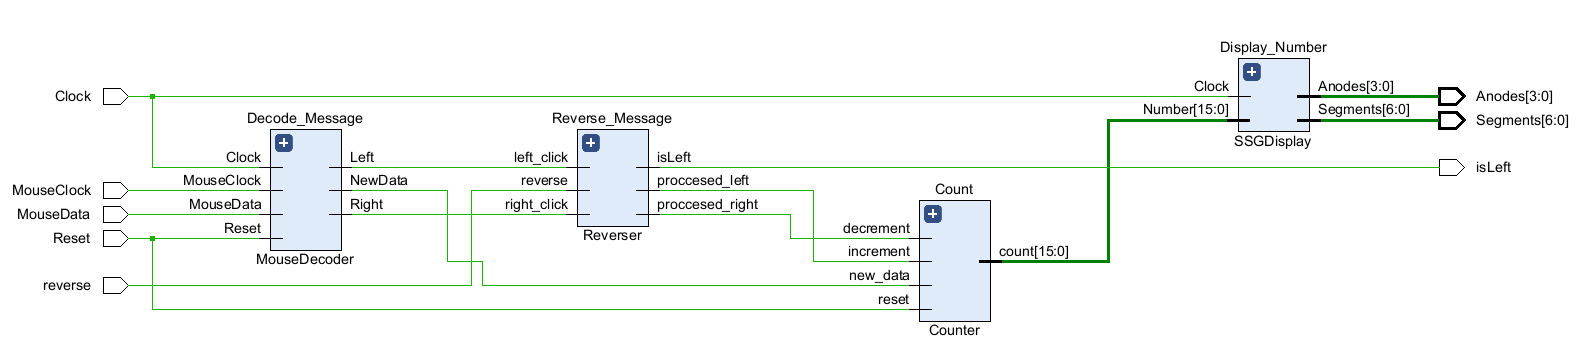 Display_Number
Clock
Clock
Anodes[3:0]
Anodes[3:0]
Number[15:0]
Segments[6:0]
Segments[6:0]
SSGDisplay
Decode_Message
Clock
Left
MouseClock
MouseClock
NewData
MouseData
MouseData
Right
Reset
Reset
MouseDecoder
reverse
Reverse_Message
left_click
isLeft
isLeft
reverse
proccesed_left
right_click
proccesed_right
Reverser
Count
decrement
increment
count[15:0]
new_data
reset
Counter